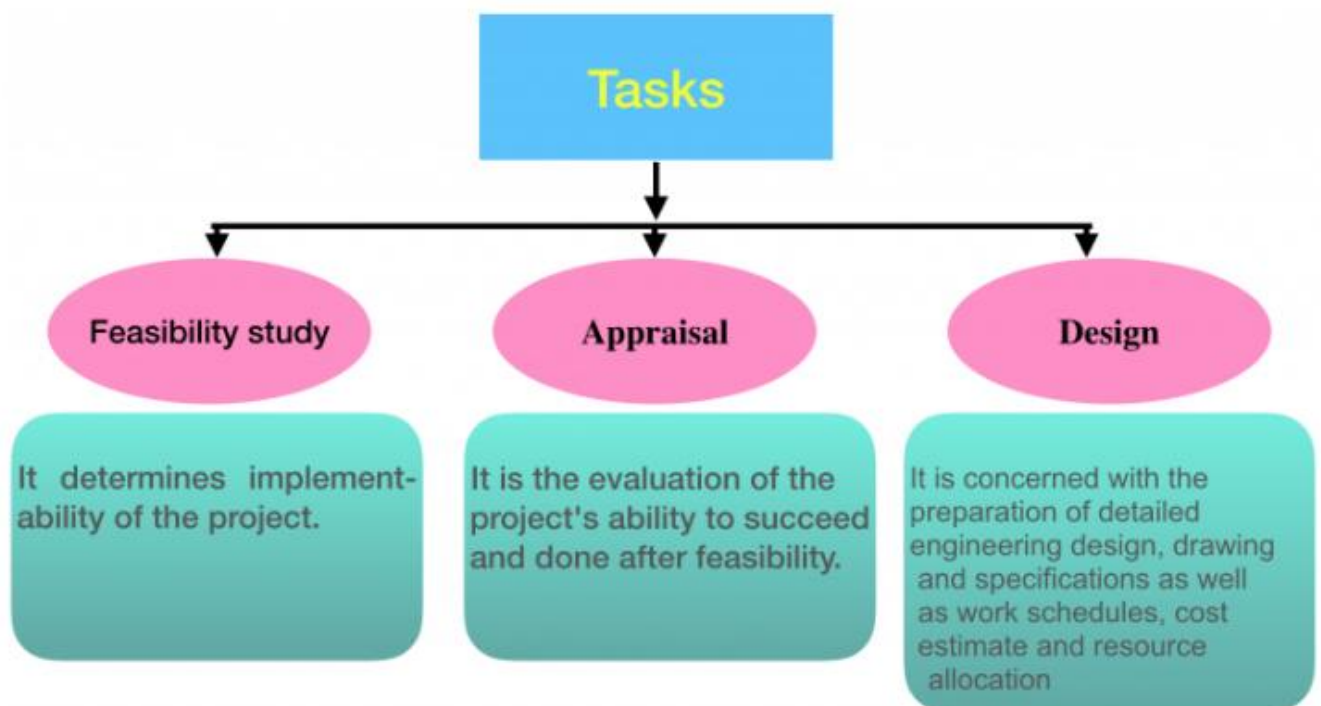 Tasks
Feasibility study
It determines implement-
ability of the project.
Appraisal
It is the evaluation of the
project's ability to succeed
and done after feasibility.
Design
It is concerned with the
preparation of detailed
engineering design, drawing
and specifications as well
as work schedules, cost
estimate and resource
allocation